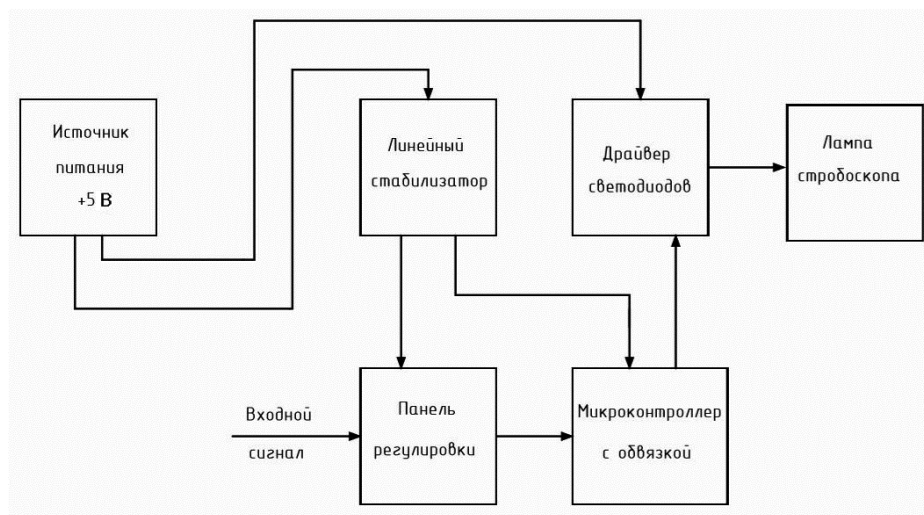 Источник
питания
+5 В
Линейный
стабилизатор
Драйвер
светодиодов
Лампа
стробоскопа
Входной
сигнал
Панель
регулировки
Микроконтроллер
с обвязкой